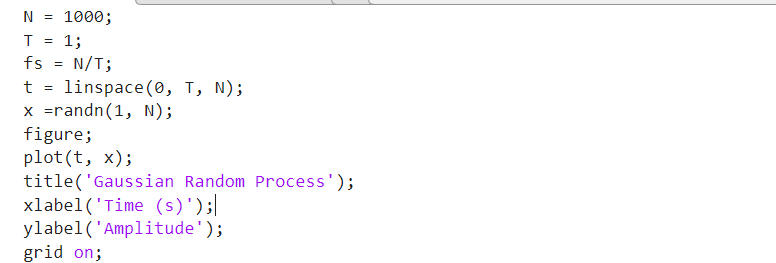 N = 1000;
T = 1;
fs = N/T;
t = linspace(0, T, N);
x =randn(1, N);
figure;
plot(t, x);
title('Gaussian Random Process');
xlabel('Time (s)');
ylabel('Amplitude');
grid on;